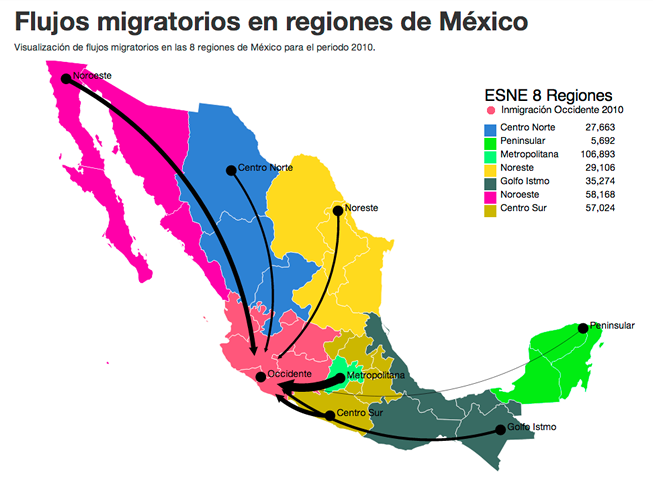 Flujos migratorios en regiones de México
Visualización de flujos migratorios en las 8 regiones de México para el periodo 2010.
Noroeste
ESNE 8 Regiones
Inmigración Occidente 2010
Centro Norte 27,663
Peninsular 5,692
Metropolitana 106,893
Noreste 29,106
Golfo Istmo 35,274
Noroeste 58,168
Centro Sur 57,024
Centro Norte
Noreste
Peninsular
Occidente
Metropolitana
Centro Sur
Golfo Istmo